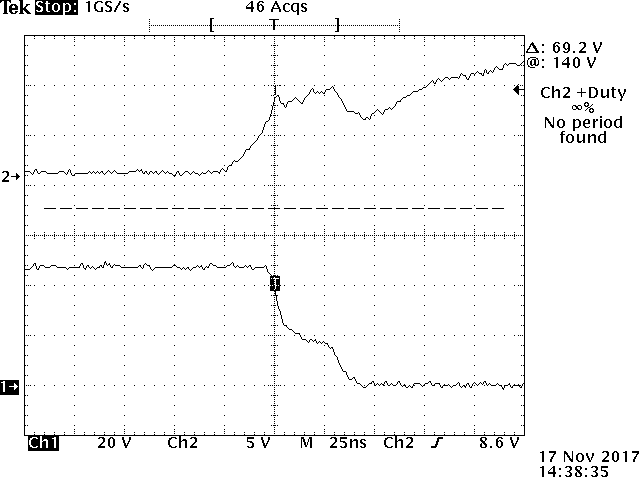 Tek Stop: 1GS/s 46 Acqs
[ T ]
Δ: 69.2 V
@: 140 V
Ch2 +Duty
∞%
No period
found
2→
T
1→
Ch1 20 V Ch2 5 V M 25ns Ch2 ƒ 8.6 V
17 Nov 2017
14:38:35